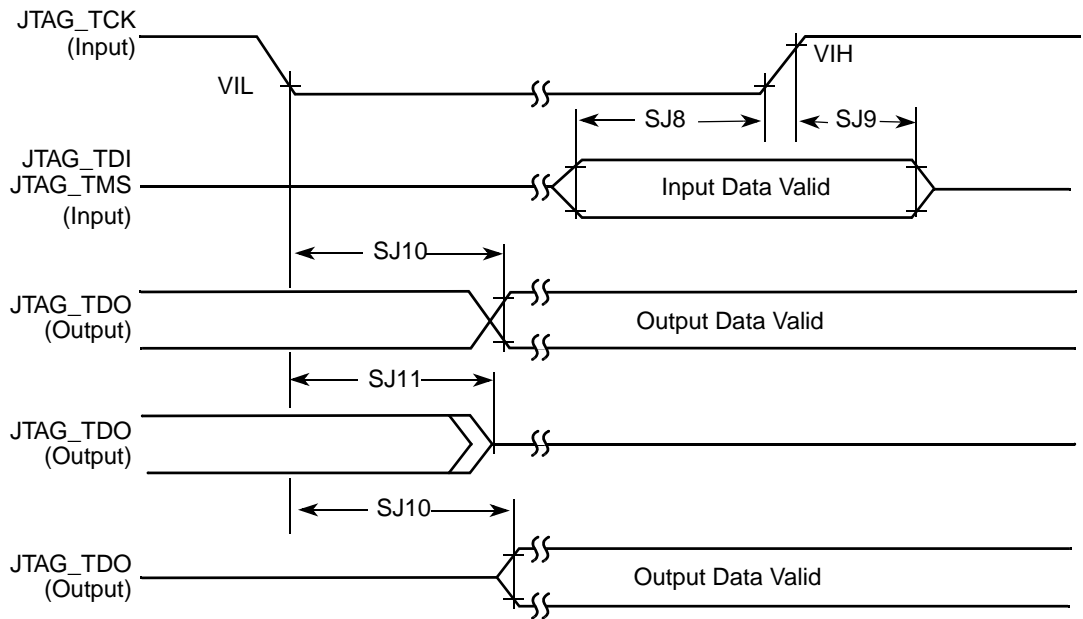 JTAG_TCK
(Input)
VIL
VIH
SJ8
SJ9
JTAG_TDI
JTAG_TMS
(Input)
Input Data Valid
SJ10
JTAG_TDO
(Output)
Output Data Valid
SJ11
JTAG_TDO
(Output)
SJ10
JTAG_TDO
(Output)
Output Data Valid